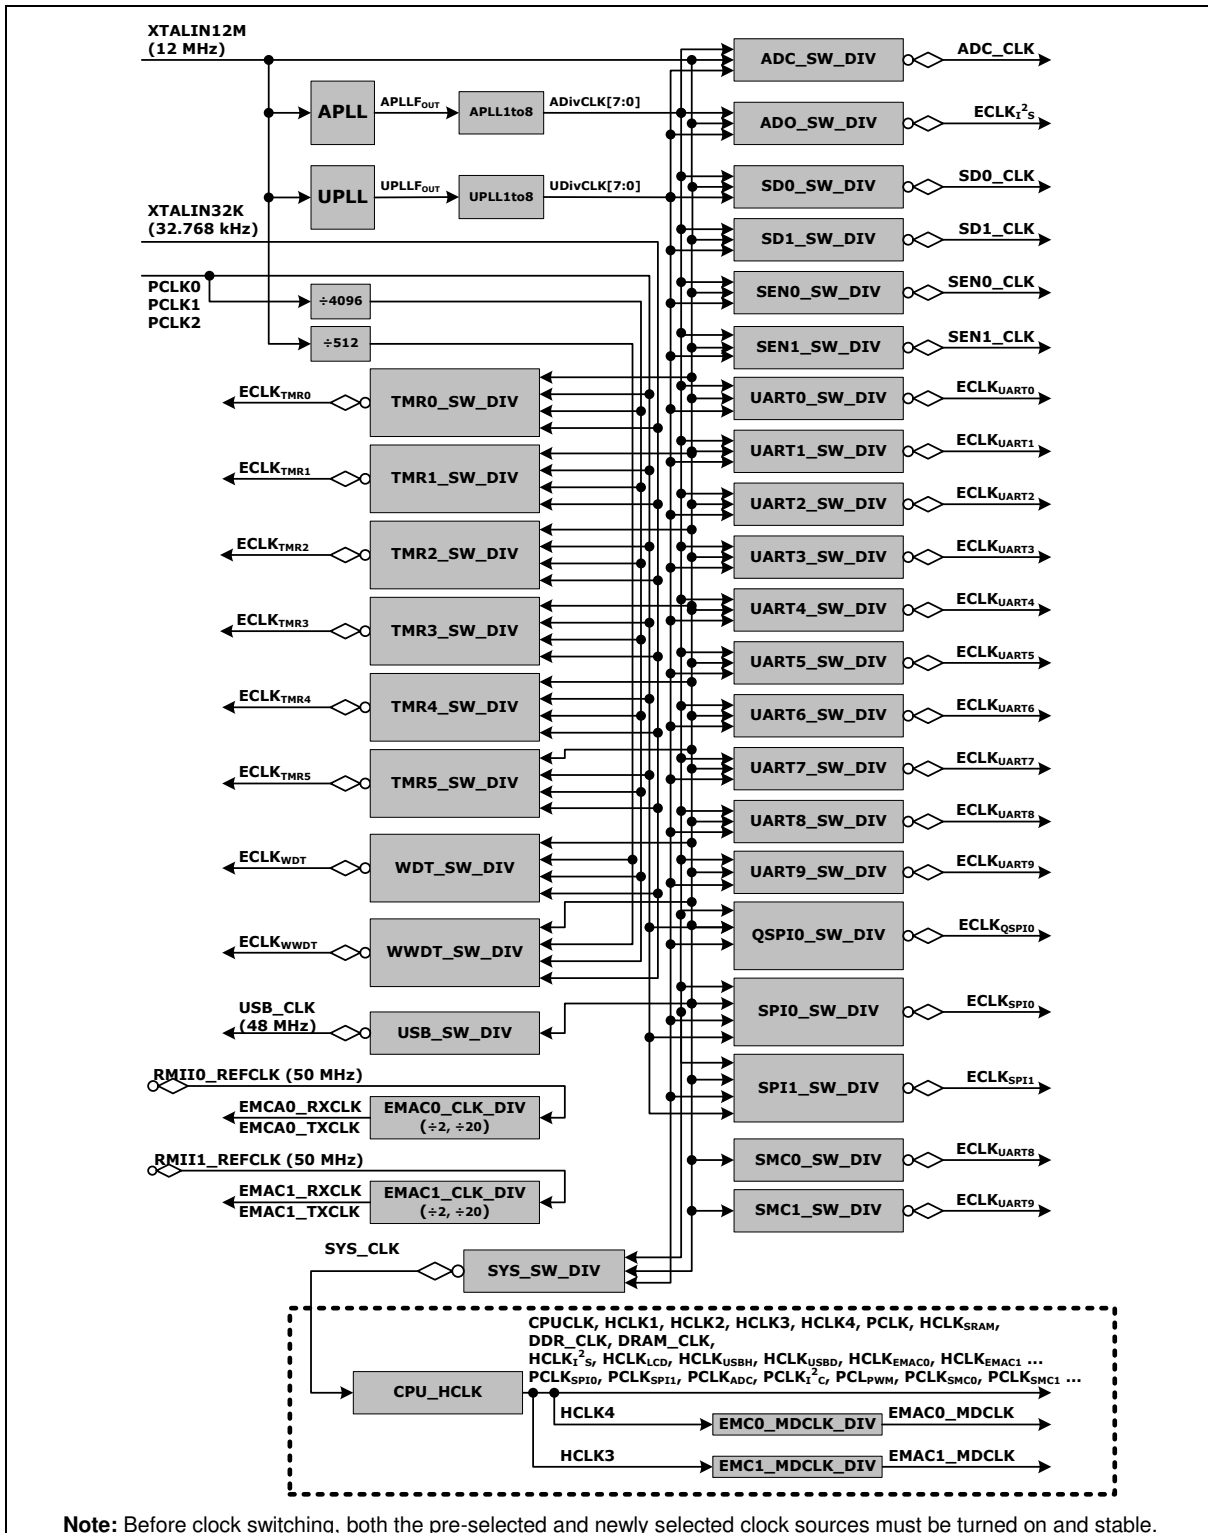 XTALIN12M
(12 MHz)
APLL
APLLFOUT
APLL1to8
ADivCLK[7:0]
UPLL
UPLLFOUT
UPLL1to8
UDivCLK[7:0]
XTALIN32K
(32.768 kHz)
PCLK0
PCLK1
PCLK2
÷4096
÷512
ADC_SW_DIV
ADC_CLK
ADO_SW_DIV
ECLKI²S
SD0_SW_DIV
SD0_CLK
SD1_SW_DIV
SD1_CLK
SEN0_SW_DIV
SEN0_CLK
SEN1_SW_DIV
SEN1_CLK
UART0_SW_DIV
ECLKUART0
UART1_SW_DIV
ECLKUART1
UART2_SW_DIV
ECLKUART2
UART3_SW_DIV
ECLKUART3
UART4_SW_DIV
ECLKUART4
UART5_SW_DIV
ECLKUART5
UART6_SW_DIV
ECLKUART6
UART7_SW_DIV
ECLKUART7
UART8_SW_DIV
ECLKUART8
UART9_SW_DIV
ECLKUART9
QSPI0_SW_DIV
ECLKQSPI0
SPI0_SW_DIV
ECLKSPI0
SPI1_SW_DIV
ECLKSPI1
SMC0_SW_DIV
ECLKUART8
SMC1_SW_DIV
ECLKUART9
ECLKTMR0
TMR0_SW_DIV
ECLKTMR1
TMR1_SW_DIV
ECLKTMR2
TMR2_SW_DIV
ECLKTMR3
TMR3_SW_DIV
ECLKTMR4
TMR4_SW_DIV
ECLKTMR5
TMR5_SW_DIV
ECLKWDT
WDT_SW_DIV
ECLKWWDT
WWDT_SW_DIV
USB_CLK
(48 MHz)
USB_SW_DIV
RMII0_REFCLK (50 MHz)
EMCA0_RXCLK
EMCA0_TXCLK
EMAC0_CLK_DIV
(÷2, ÷20)
RMII1_REFCLK (50 MHz)
EMAC1_RXCLK
EMAC1_TXCLK
EMAC1_CLK_DIV
(÷2, ÷20)
SYS_CLK
SYS_SW_DIV
CPUCLK, HCLK1, HCLK2, HCLK3, HCLK4, PCLK, HCLKSRAM,
DDR_CLK, DRAM_CLK,
HCLKI²S, HCLKLCD, HCLKUSBH, HCLKUSBD, HCLKEMAC0, HCLKEMAC1 ...
PCLKSPI0, PCLKSPI1, PCLKADC, PCLKI²C, PCLPWM, PCLKSMC0, PCLKSMC1 ...
CPU_HCLK
HCLK4
EMC0_MDCLK_DIV
EMAC0_MDCLK
HCLK3
EMC1_MDCLK_DIV
EMAC1_MDCLK
Note: Before clock switching, both the pre-selected and newly selected clock sources must be turned on and stable.